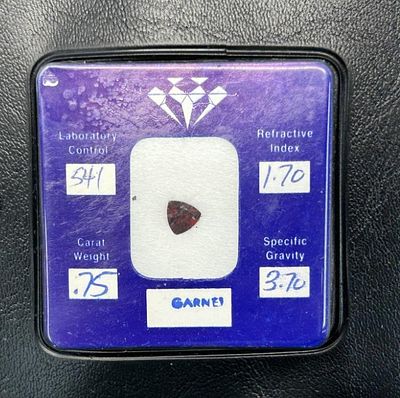 Laboratory
Control
541
Refractive
Index
1.70
Carat
Weight
.75
Specific
Gravity
3.70
GARNET